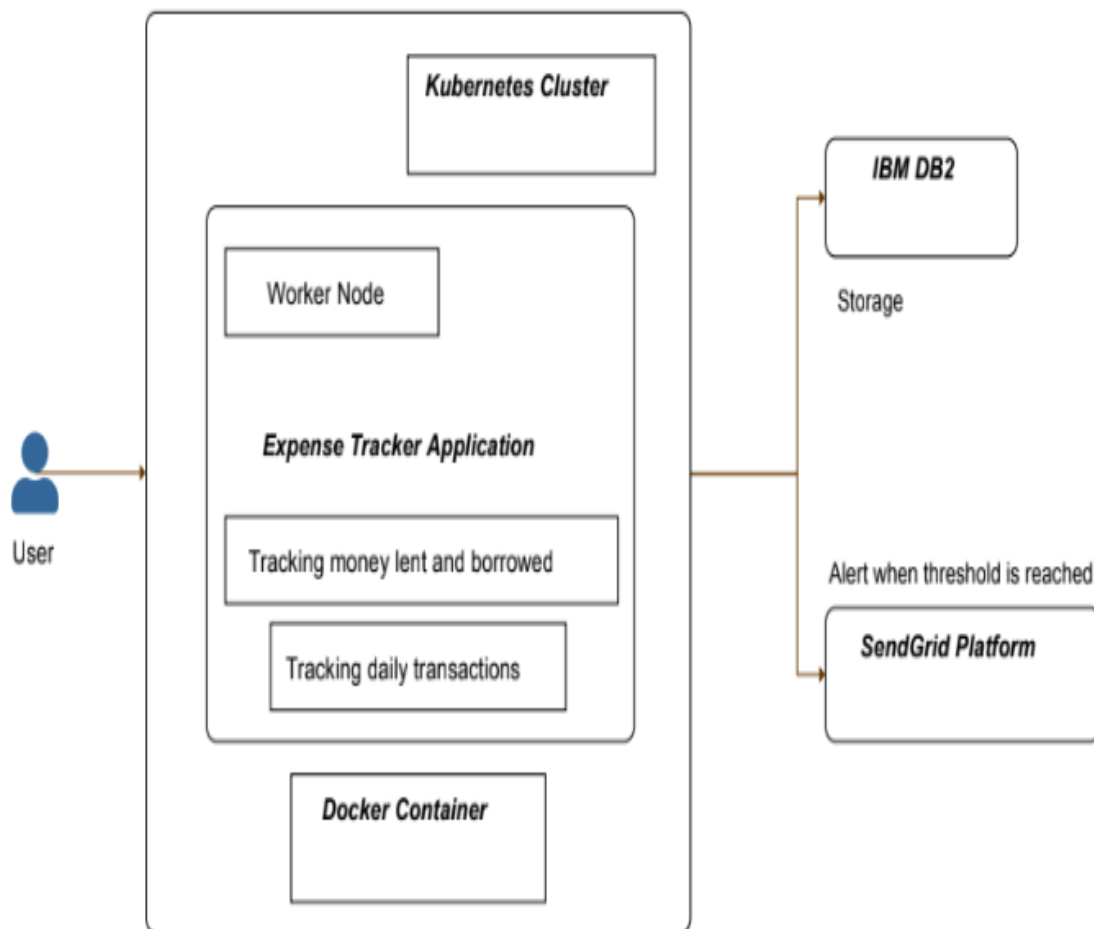 Kubernetes Cluster
IBM DB2
Worker Node
Storage
Expense Tracker Application
User
Tracking money lent and borrowed
Alert when threshold is reached
SendGrid Platform
Tracking daily transactions
Docker Container